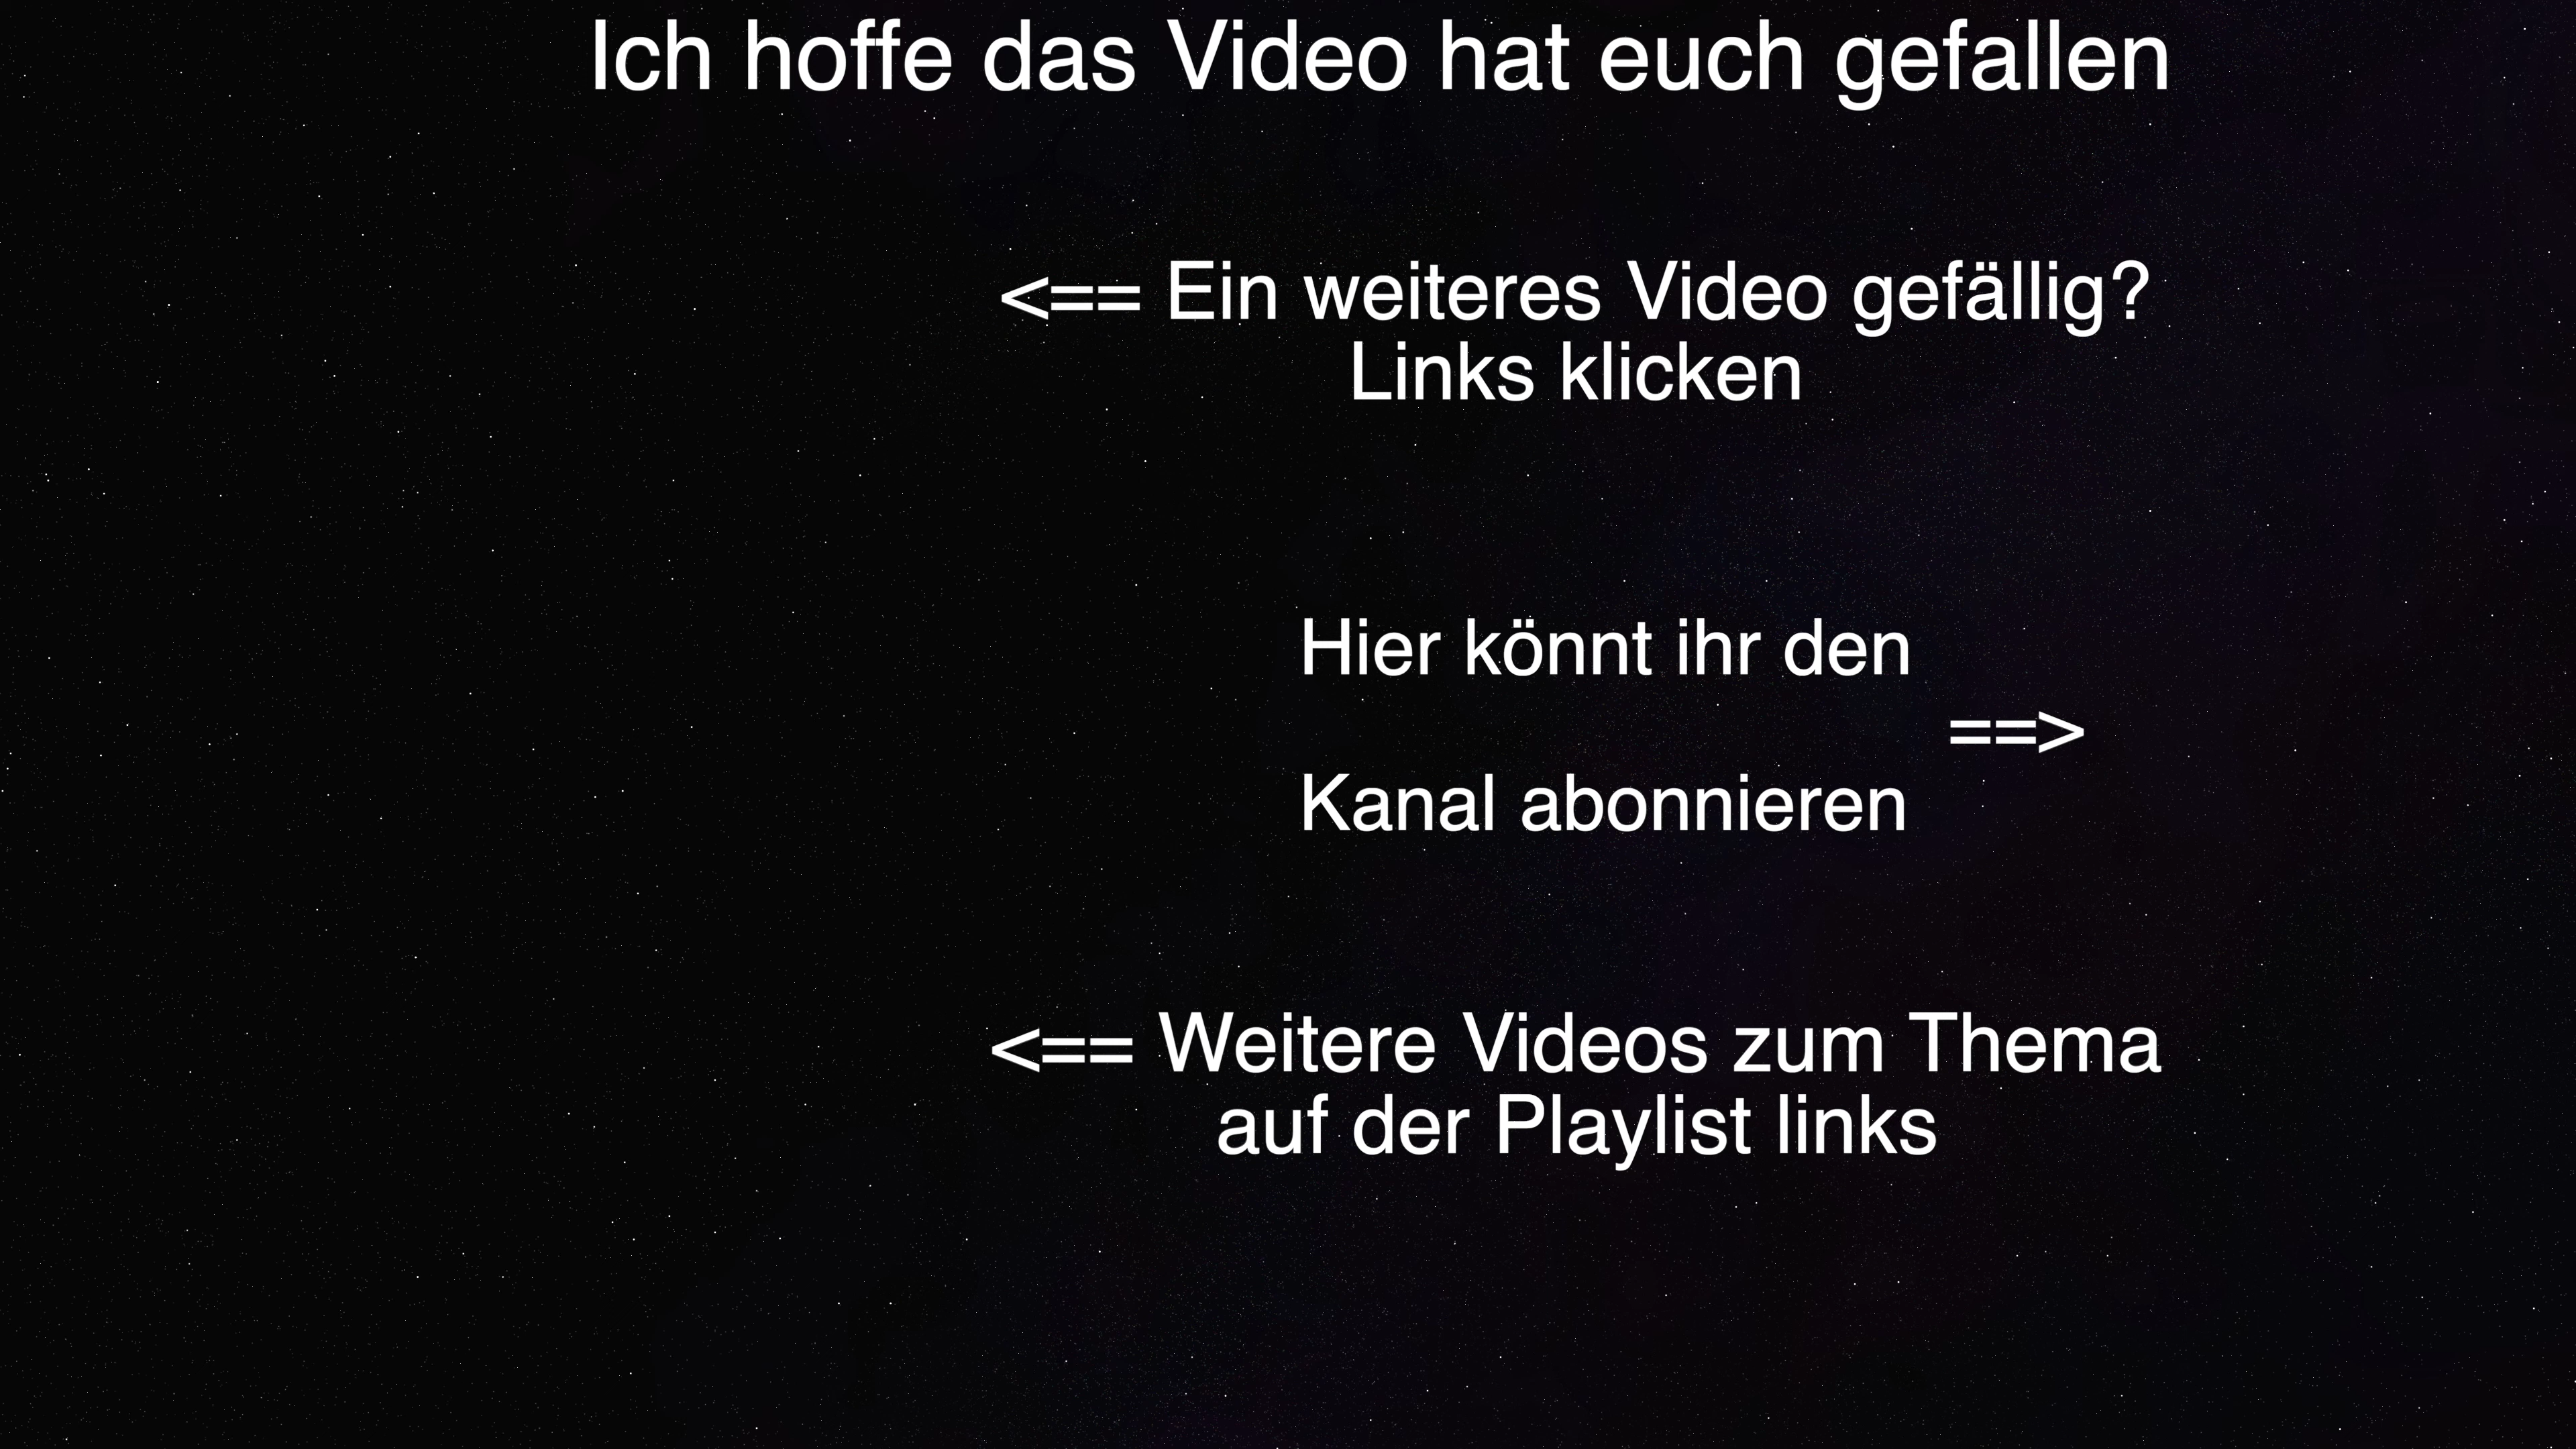 Ich hoffe das Video hat euch gefallen
<== Ein weiteres Video gefällig?
Links klicken
Hier könnt ihr den
==>
Kanal abonnieren
<== Weitere Videos zum Thema
auf der Playlist links